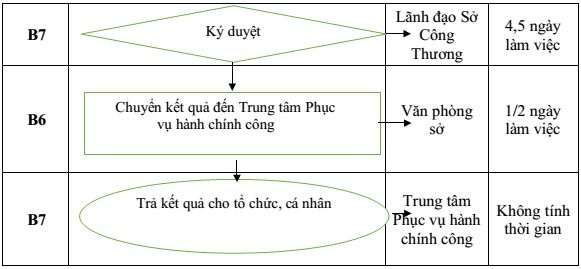 B7
Ký duyệt
Lãnh đạo Sở
Công
Thương
4,5 ngày
làm việc
B6
Chuyển kết quả đến Trung tâm Phục
vụ hành chính công
Văn phòng
sở
1/2 ngày
làm việc
B7
Trả kết quả cho tổ chức, cá nhân
Trung tâm
Phục vụ hành
chính công
Không tính
thời gian